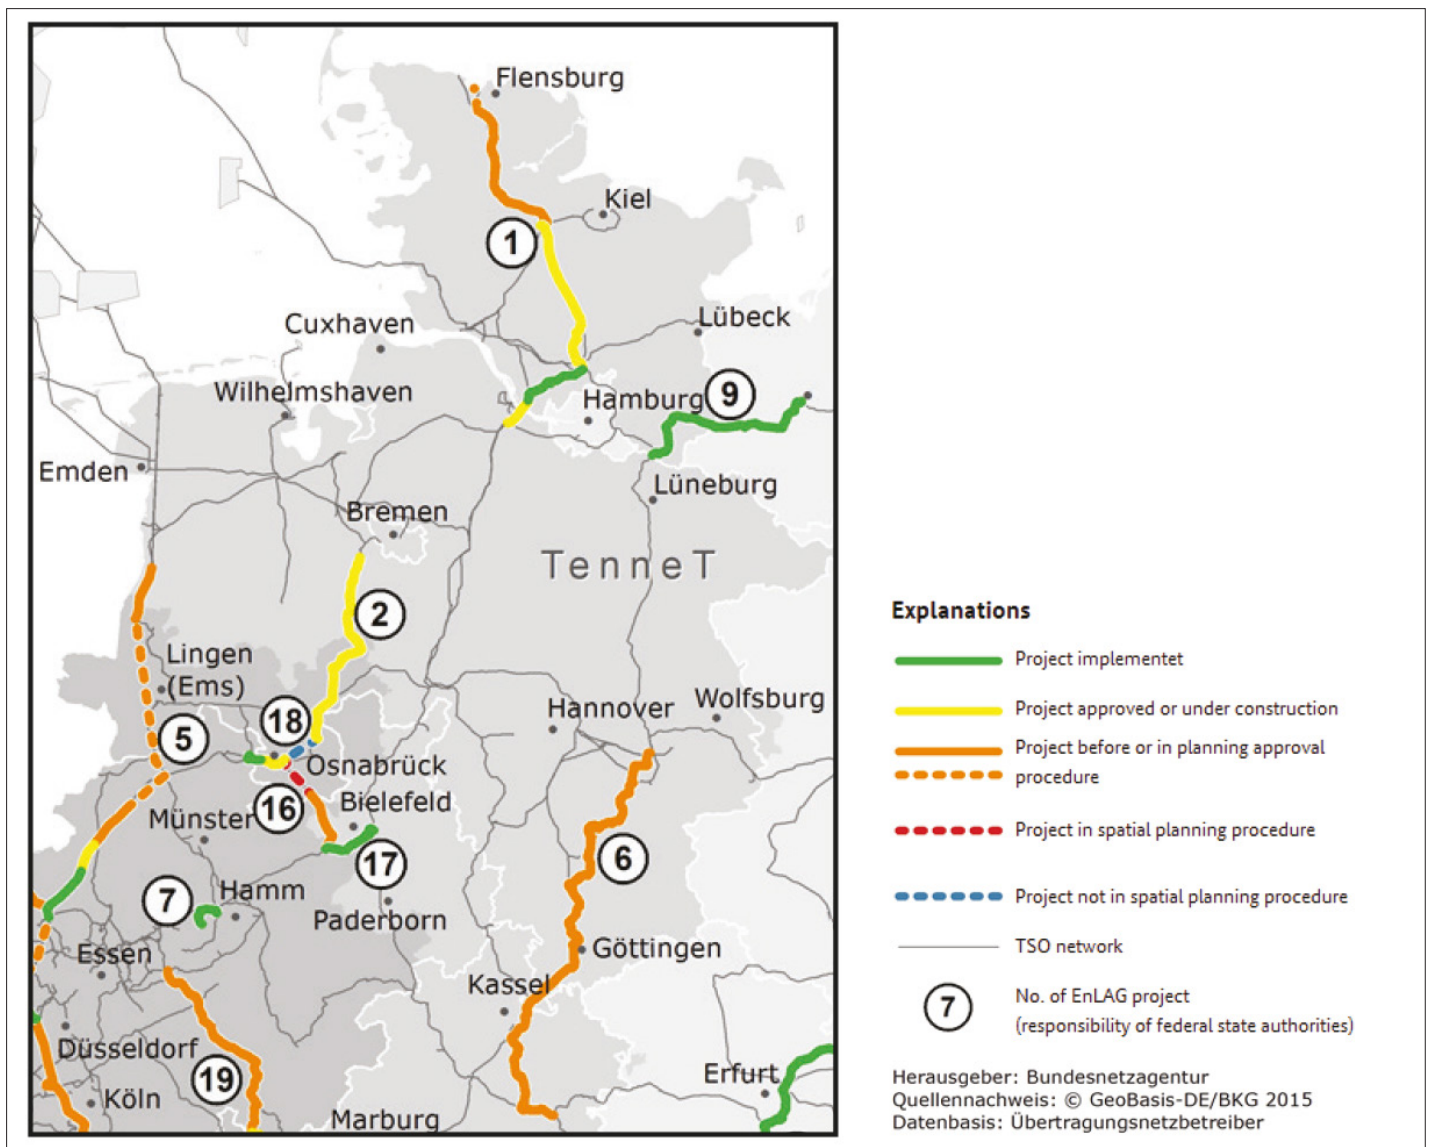 Flensburg
Kiel
1
Lübeck
Cuxhaven
Wilhelmshaven
Hamburg
9
Emden
Lüneburg
Bremen
TenneT
2
Lingen
(Ems)
18
5
Hannover
Wolfsburg
Osnabrück
16
Bielefeld
Münster
17
6
7
Hamm
Paderborn
Essen
Göttingen
Kassel
Düsseldorf
19
Erfurt
Köln
Marburg
Explanations
Project implementet
Project approved or under construction
Project before or in planning approval
procedure
Project in spatial planning procedure
Project not in spatial planning procedure
TSO network
7
No. of EnLAG project
(responsibility of federal state authorities)
Herausgeber: Bundesnetzagentur
Quellennachweis: © GeoBasis-DE/BKG 2015
Datenbasis: Übertragungsnetzbetreiber